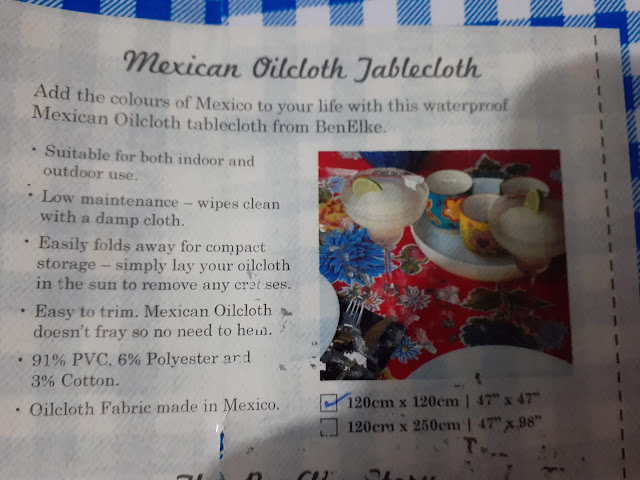 Mexican Oilcloth Tablecloth
Add the colours of Mexico to your life with this waterproof
Mexican Oilcloth tablecloth from BenElke.
· Suitable for both indoor and
outdoor use.
· Low maintenance – wipes clean
with a damp cloth.
· Easily folds away for compact
storage – simply lay your oilcloth
in the sun to remove any creases.
· Easy to trim. Mexican Oilcloth
doesn't fray so no need to hem.
· 91% PVC, 6% Polyester and
3% Cotton.
· Oilcloth Fabric made in Mexico.
120cm x 120cm | 47” x 47”
120cm x 250cm | 47” x 98”